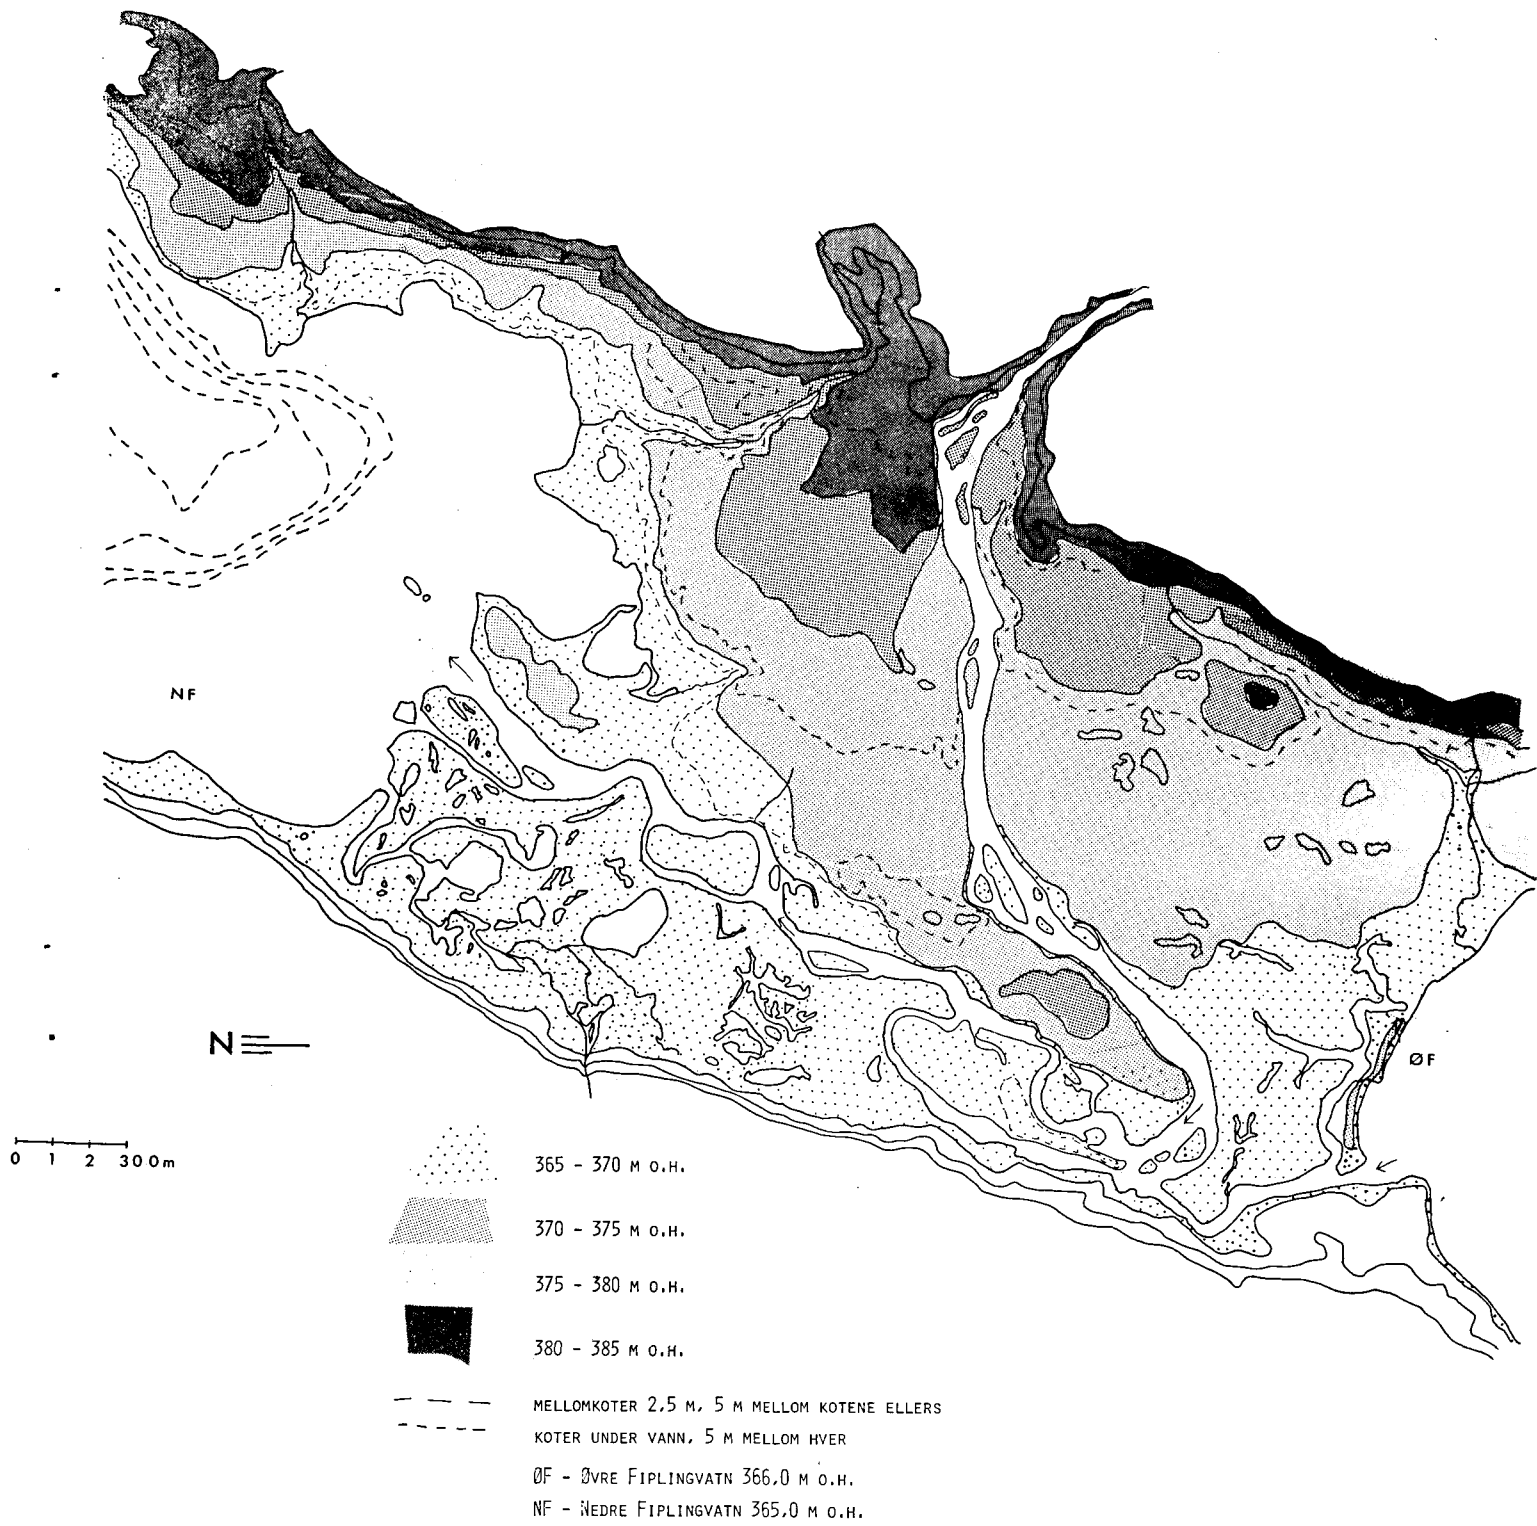 NF
N
ØF
0 1 2 300m
365 - 370 M O.H.
370 - 375 M O.H.
375 - 380 M O.H.
380 - 385 M O.H.
MELLOMKOTER 2,5 M, 5 M MELLOM KOTENE ELLERS
KOTER UNDER VANN, 5 M MELLOM HVER
ØF - ØVRE FIPLINGVATN 366,0 M O.H.
NF - NEDRE FIPLINGVATN 365,0 M O.H.